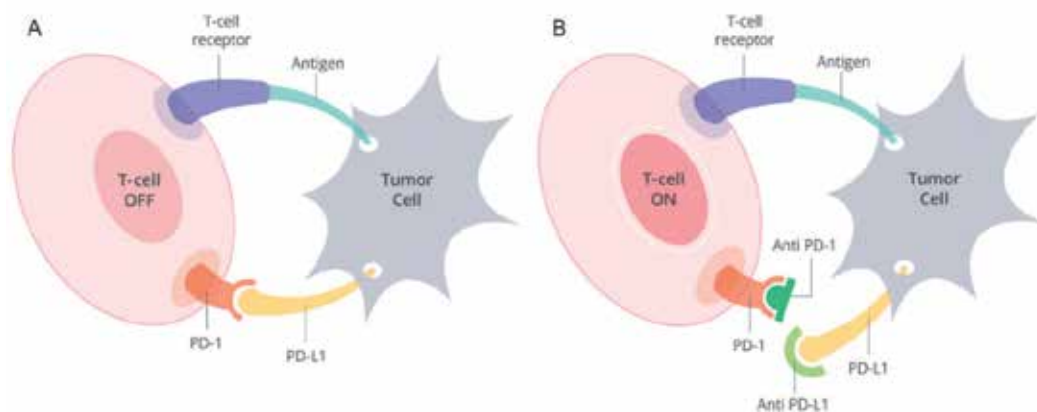 A
T-cell
receptor
Antigen
T-cell
OFF
Tumor
Cell
PD-1
PD-L1
B
T-cell
receptor
Antigen
T-cell
ON
Tumor
Cell
Anti PD-1
PD-1
PD-L1
Anti PD-L1